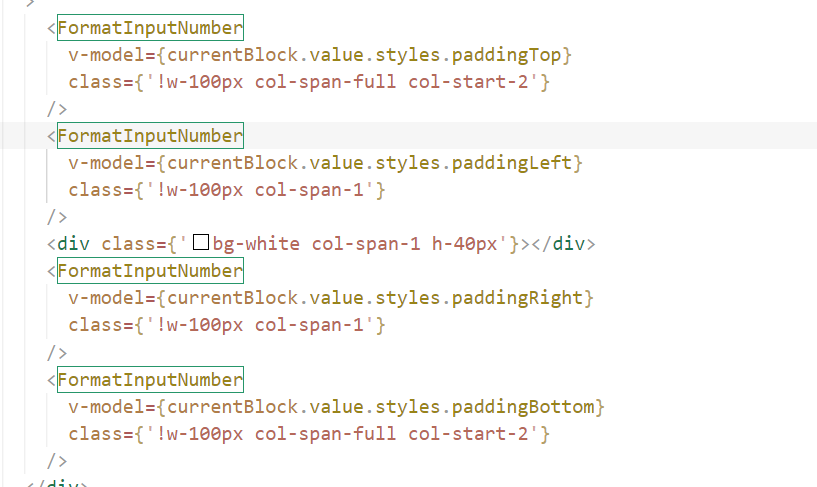 >
<FormatInputNumber
v-model={currentBlock.value.styles.paddingTop}
class={'!w-100px col-span-full col-start-2'}
/>
<FormatInputNumber
v-model={currentBlock.value.styles.paddingLeft}
class={'!w-100px col-span-1'}
/>
<div class={'bg-white col-span-1 h-40px'}></div>
<FormatInputNumber
v-model={currentBlock.value.styles.paddingRight}
class={'!w-100px col-span-1'}
/>
<FormatInputNumber
v-model={currentBlock.value.styles.paddingBottom}
class={'!w-100px col-span-full col-start-2'}
/>
</div>